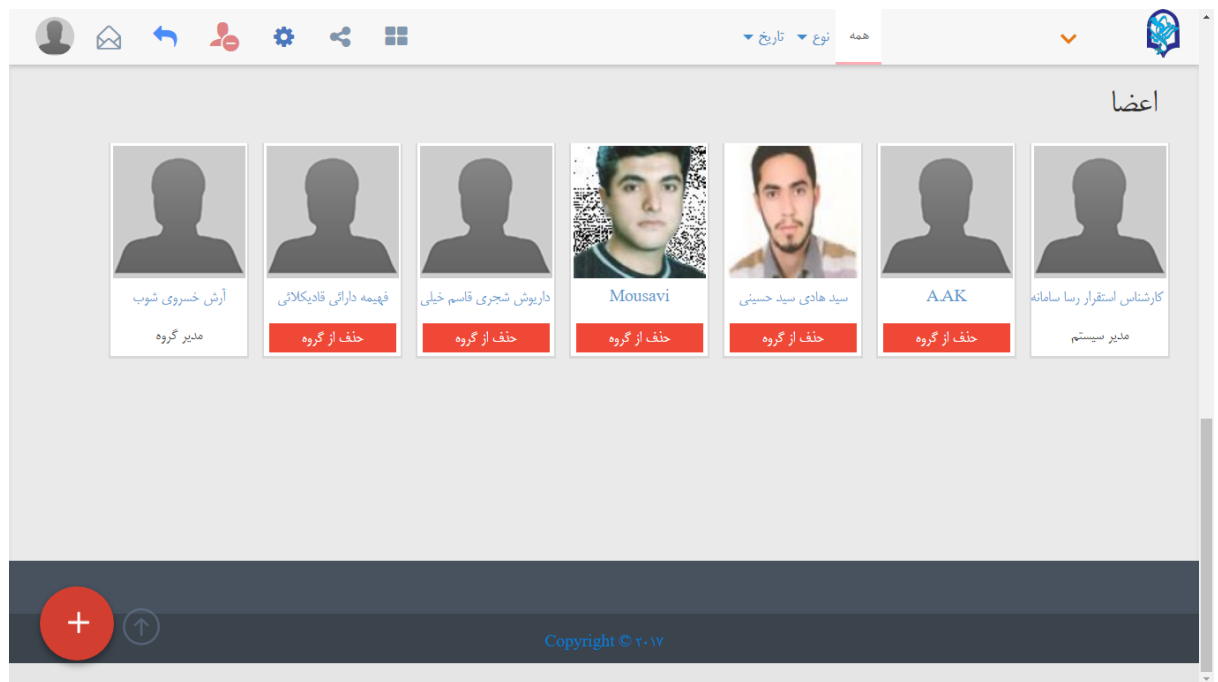 همه نوع تاریخ
اعضا
کارشناس استقرار رسا سامانه
مدیر سیستم
A.AK
حذف از گروه
سید هادی سید حسینی
حذف از گروه
Mousavi
حذف از گروه
داریوش شجری قاسم خیلی
حذف از گروه
فهیمه دارائی قادیکلائی
حذف از گروه
آرش خسروی شوب
مدیر گروه
Copyright © ۲۰۱۷